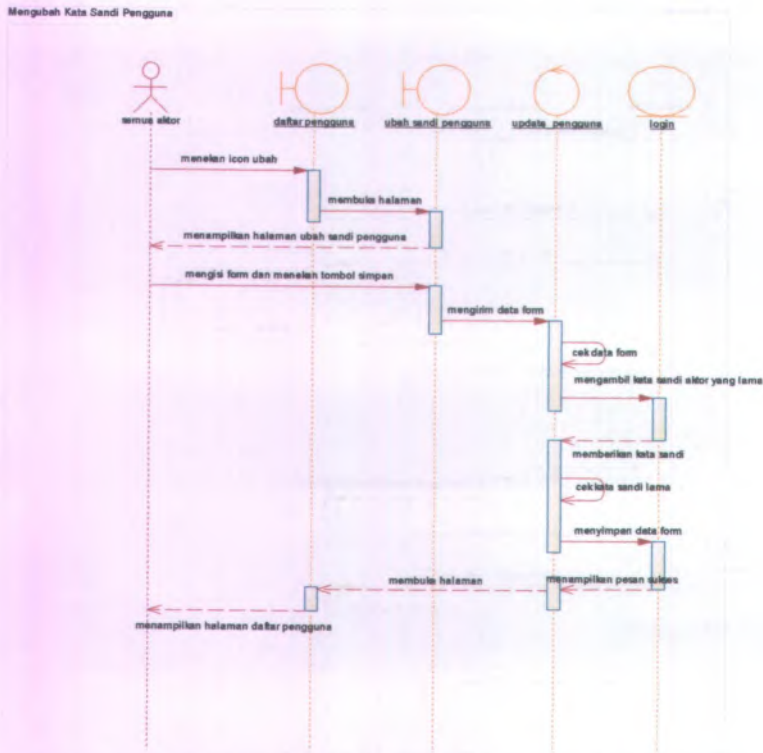 Mengubah Kata Sandi Pengguna
semua aktor
daftar pengguna
ubah sandi pengguna
update_pengguna
login
menekan icon ubah
membuka halaman
menampilkan halaman ubah sandi pengguna
mengisi form dan menekan tombol simpan
mengirim data form
cek data form
mengambil kata sandi aktor yang lama
memberikan kata sandi
cek kata sandi lama
menyimpan data form
membuka halaman
menampilkan pesan sukses
menampilkan halaman daftar pengguna